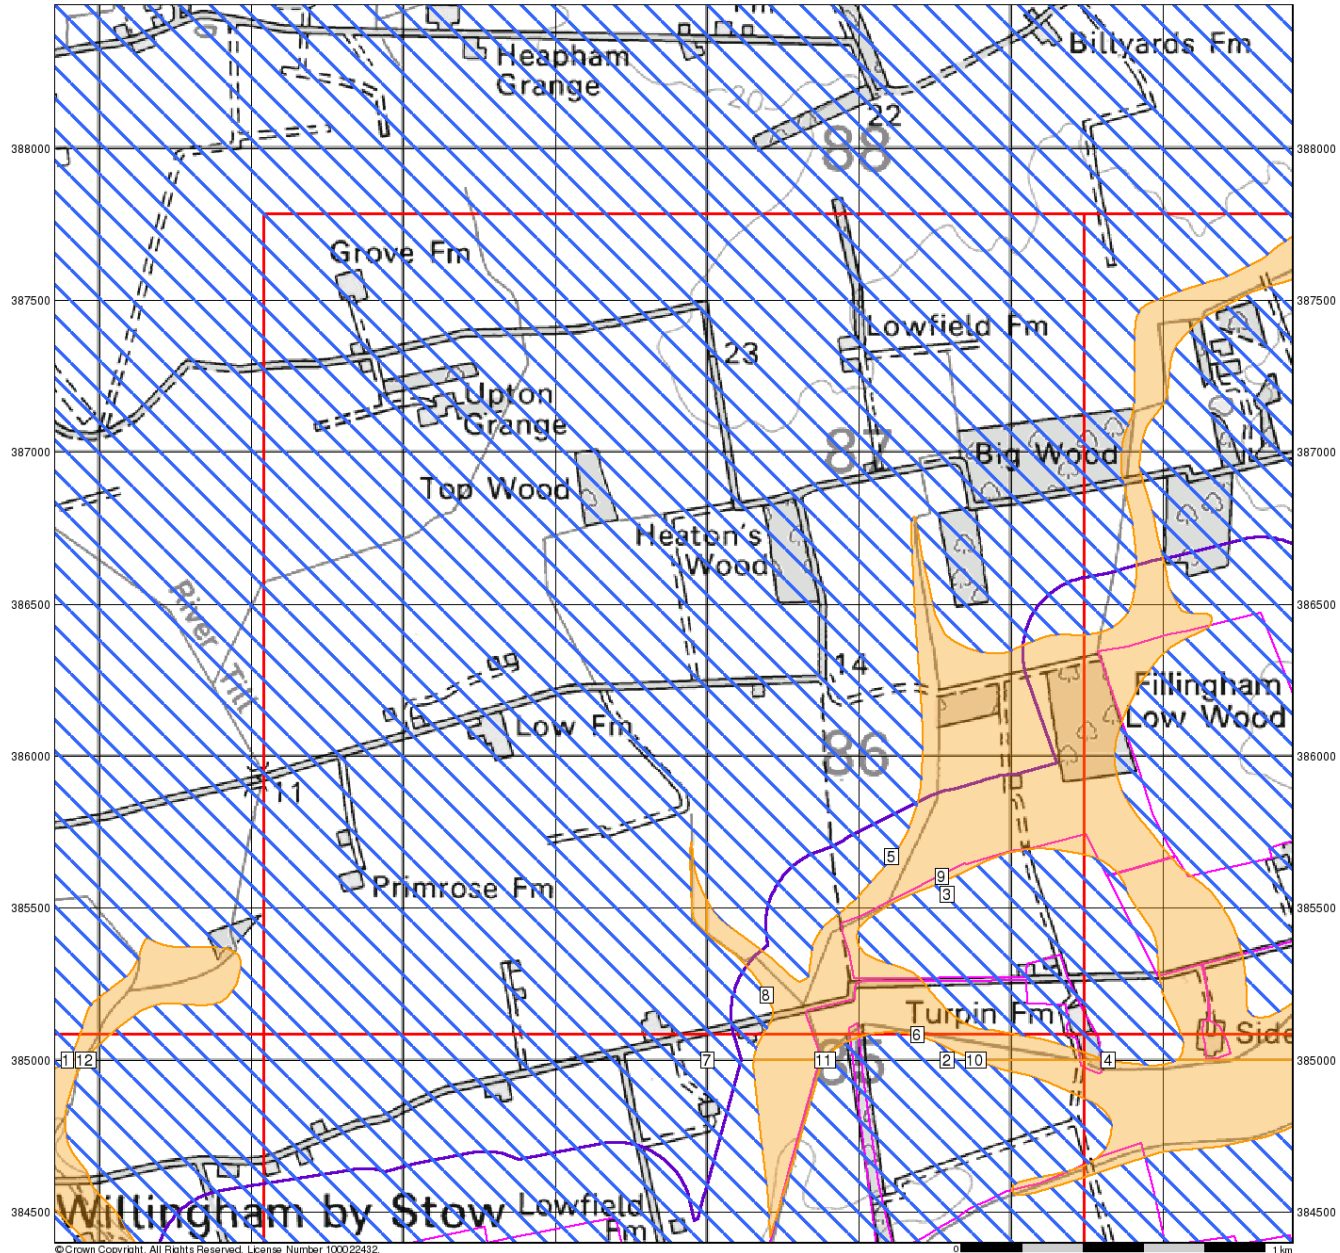 Fm
Heapham
Grange
Billyards Fm
20
22
388000
88
388000
Grove Fm
387500
Lowfield Fm
387500
23
Upton
Grange
387000
87
Big Wood
387000
Top Wood
Heaton's
Wood
386500
River Till
386500
14
Fillingham
Low Wood
Low Fm
386000
86
386000
11
5
9
3
Primrose Fm
385500
385500
8
Turpin Fm
6
Side
385000
1
12
7
11
85
2
10
4
385000
Willingham by Stow
Lowfield
Fm
384500
384500
© Crown Copyright. All Rights Reserved. License Number 100022432.
0
1 km